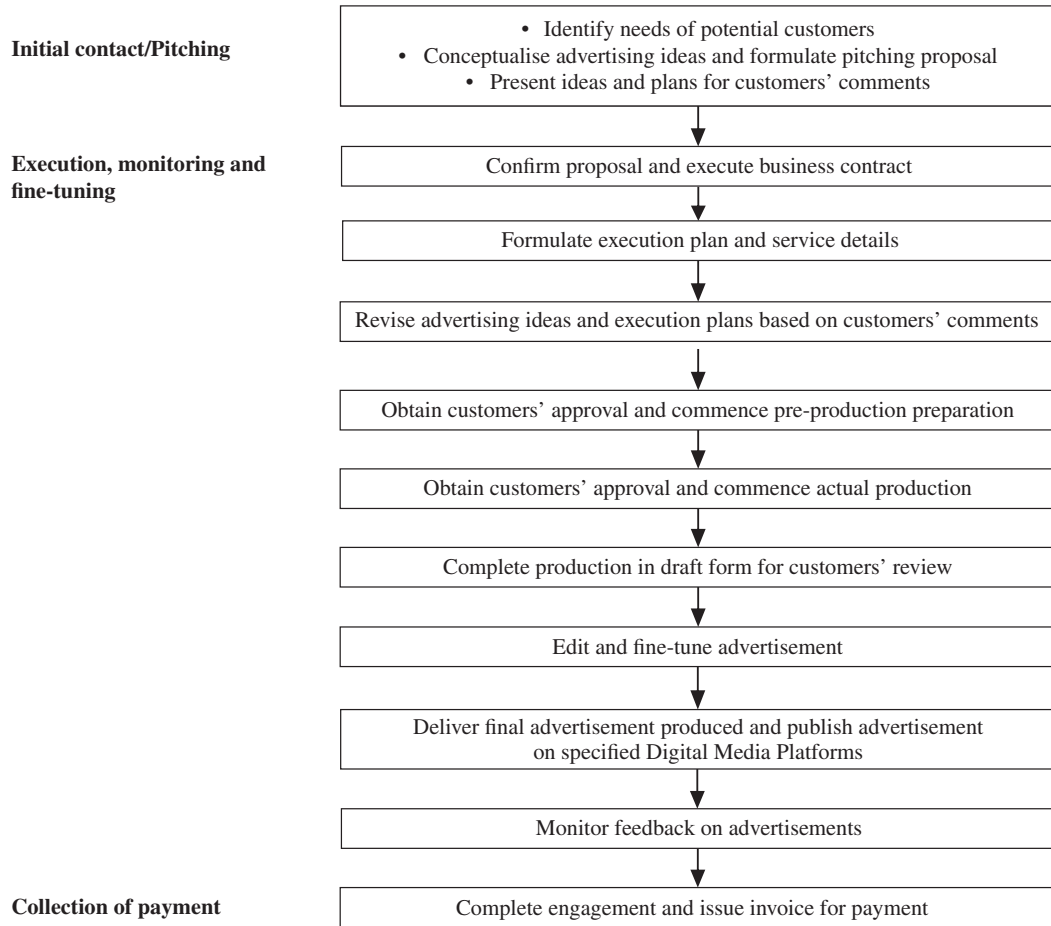 Initial contact/Pitching
• Identify needs of potential customers
• Conceptualise advertising ideas and formulate pitching proposal
• Present ideas and plans for customers’ comments
Execution, monitoring and
fine-tuning
Confirm proposal and execute business contract
Formulate execution plan and service details
Revise advertising ideas and execution plans based on customers’ comments
Obtain customers’ approval and commence pre-production preparation
Obtain customers’ approval and commence actual production
Complete production in draft form for customers’ review
Edit and fine-tune advertisement
Deliver final advertisement produced and publish advertisement
on specified Digital Media Platforms
Monitor feedback on advertisements
Collection of payment
Complete engagement and issue invoice for payment